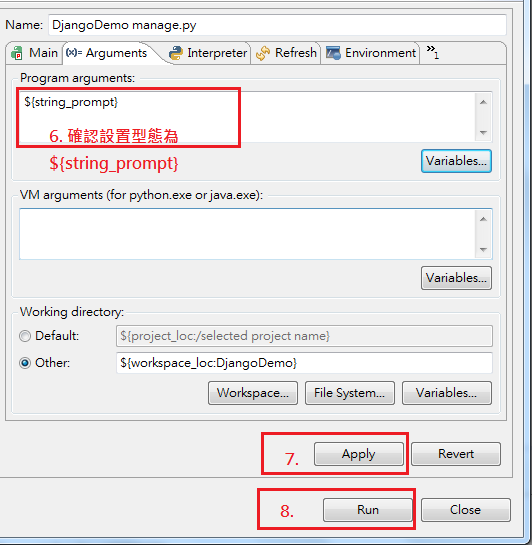 Name: DjangoDemo manage.py
Main (x)= Arguments Interpreter Refresh Environment »1
Program arguments:
${string_prompt}
6. 確認設置型態為
${string_prompt}
Variables...
VM arguments (for python.exe or java.exe):
Variables...
Working directory:
Default: ${project_loc:/selected project name}
Other: ${workspace_loc:DjangoDemo}
Workspace... File System... Variables...
7. Apply Revert
8. Run Close